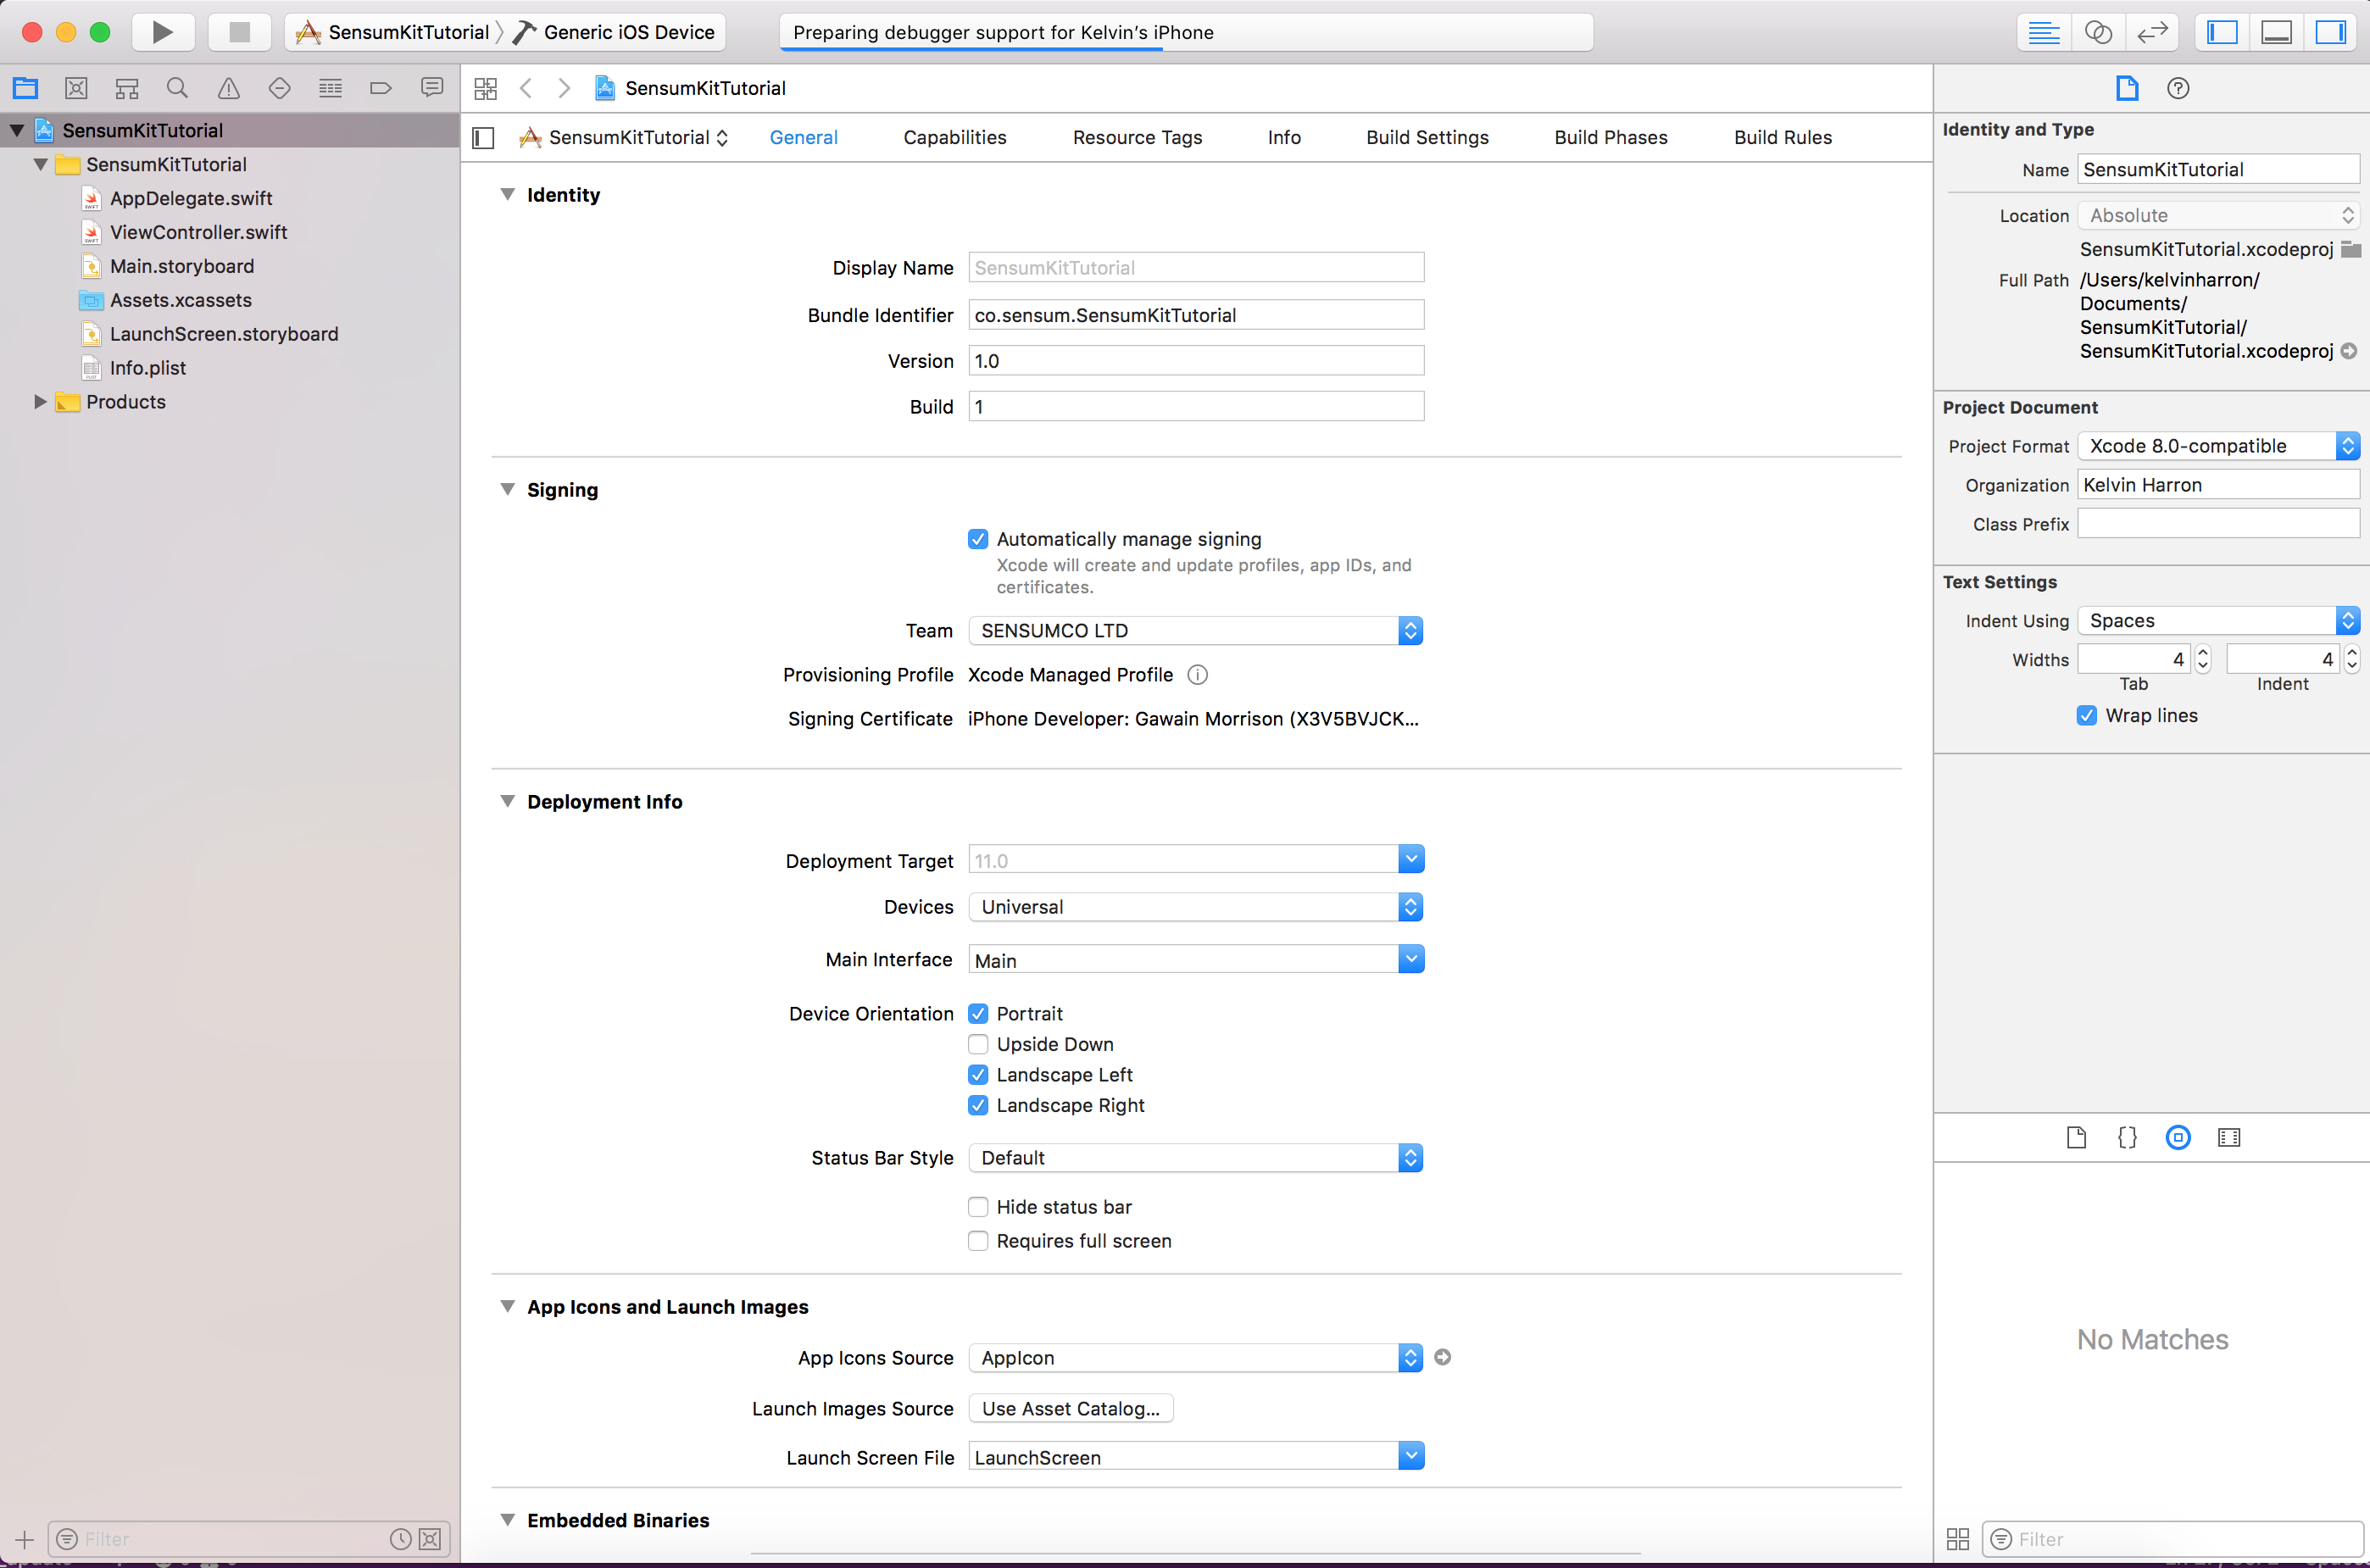 SensumKitTutorial
Generic iOS Device
Preparing debugger support for Kelvin's iPhone
SensumKitTutorial
SensumKitTutorial
AppDelegate.swift
ViewController.swift
Main.storyboard
Assets.xcassets
LaunchScreen.storyboard
Info.plist
Products
Filter
SensumKitTutorial
SensumKitTutorial General Capabilities Resource Tags Info Build Settings Build Phases Build Rules
Identity
Display Name SensumKitTutorial
Bundle Identifier co.sensum.SensumKitTutorial
Version 1.0
Build 1
Signing
Automatically manage signing
Xcode will create and update profiles, app IDs, and
certificates.
Team SENSUMCO LTD
Provisioning Profile Xcode Managed Profile
Signing Certificate iPhone Developer: Gawain Morrison (X3V5BVJCK...
Deployment Info
Deployment Target 11.0
Devices Universal
Main Interface Main
Device Orientation Portrait
Upside Down
Landscape Left
Landscape Right
Status Bar Style Default
Hide status bar
Requires full screen
App Icons and Launch Images
App Icons Source AppIcon
Launch Images Source Use Asset Catalog...
Launch Screen File LaunchScreen
Embedded Binaries
Identity and Type
Name SensumKitTutorial
Location Absolute
SensumKitTutorial.xcodeproj
Full Path /Users/kelvinharron/
Documents/
SensumKitTutorial/
SensumKitTutorial.xcodeproj
Project Document
Project Format Xcode 8.0-compatible
Organization Kelvin Harron
Class Prefix
Text Settings
Indent Using Spaces
Widths 4 4
Tab Indent
Wrap lines
No Matches
Filter